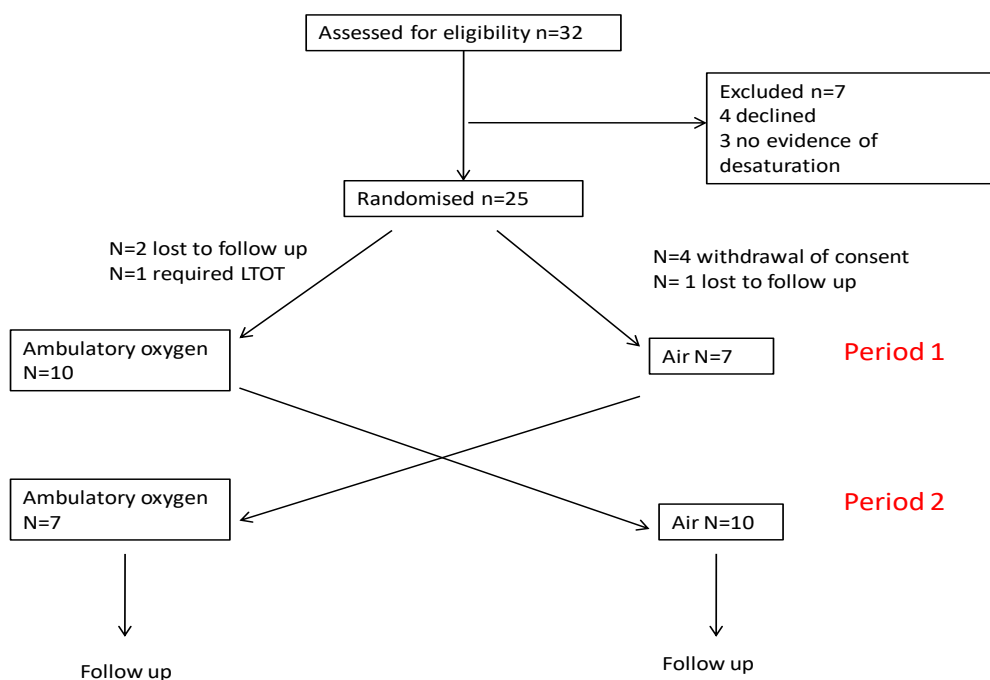 Assessed for eligibility n=32
Excluded n=7
4 declined
3 no evidence of
desaturation
Randomised n=25
N=2 lost to follow up
N=1 required LTOT
N=4 withdrawal of consent
N= 1 lost to follow up
Ambulatory oxygen
N=10
Air N=7
Period 1
Ambulatory oxygen
N=7
Air N=10
Period 2
Follow up
Follow up